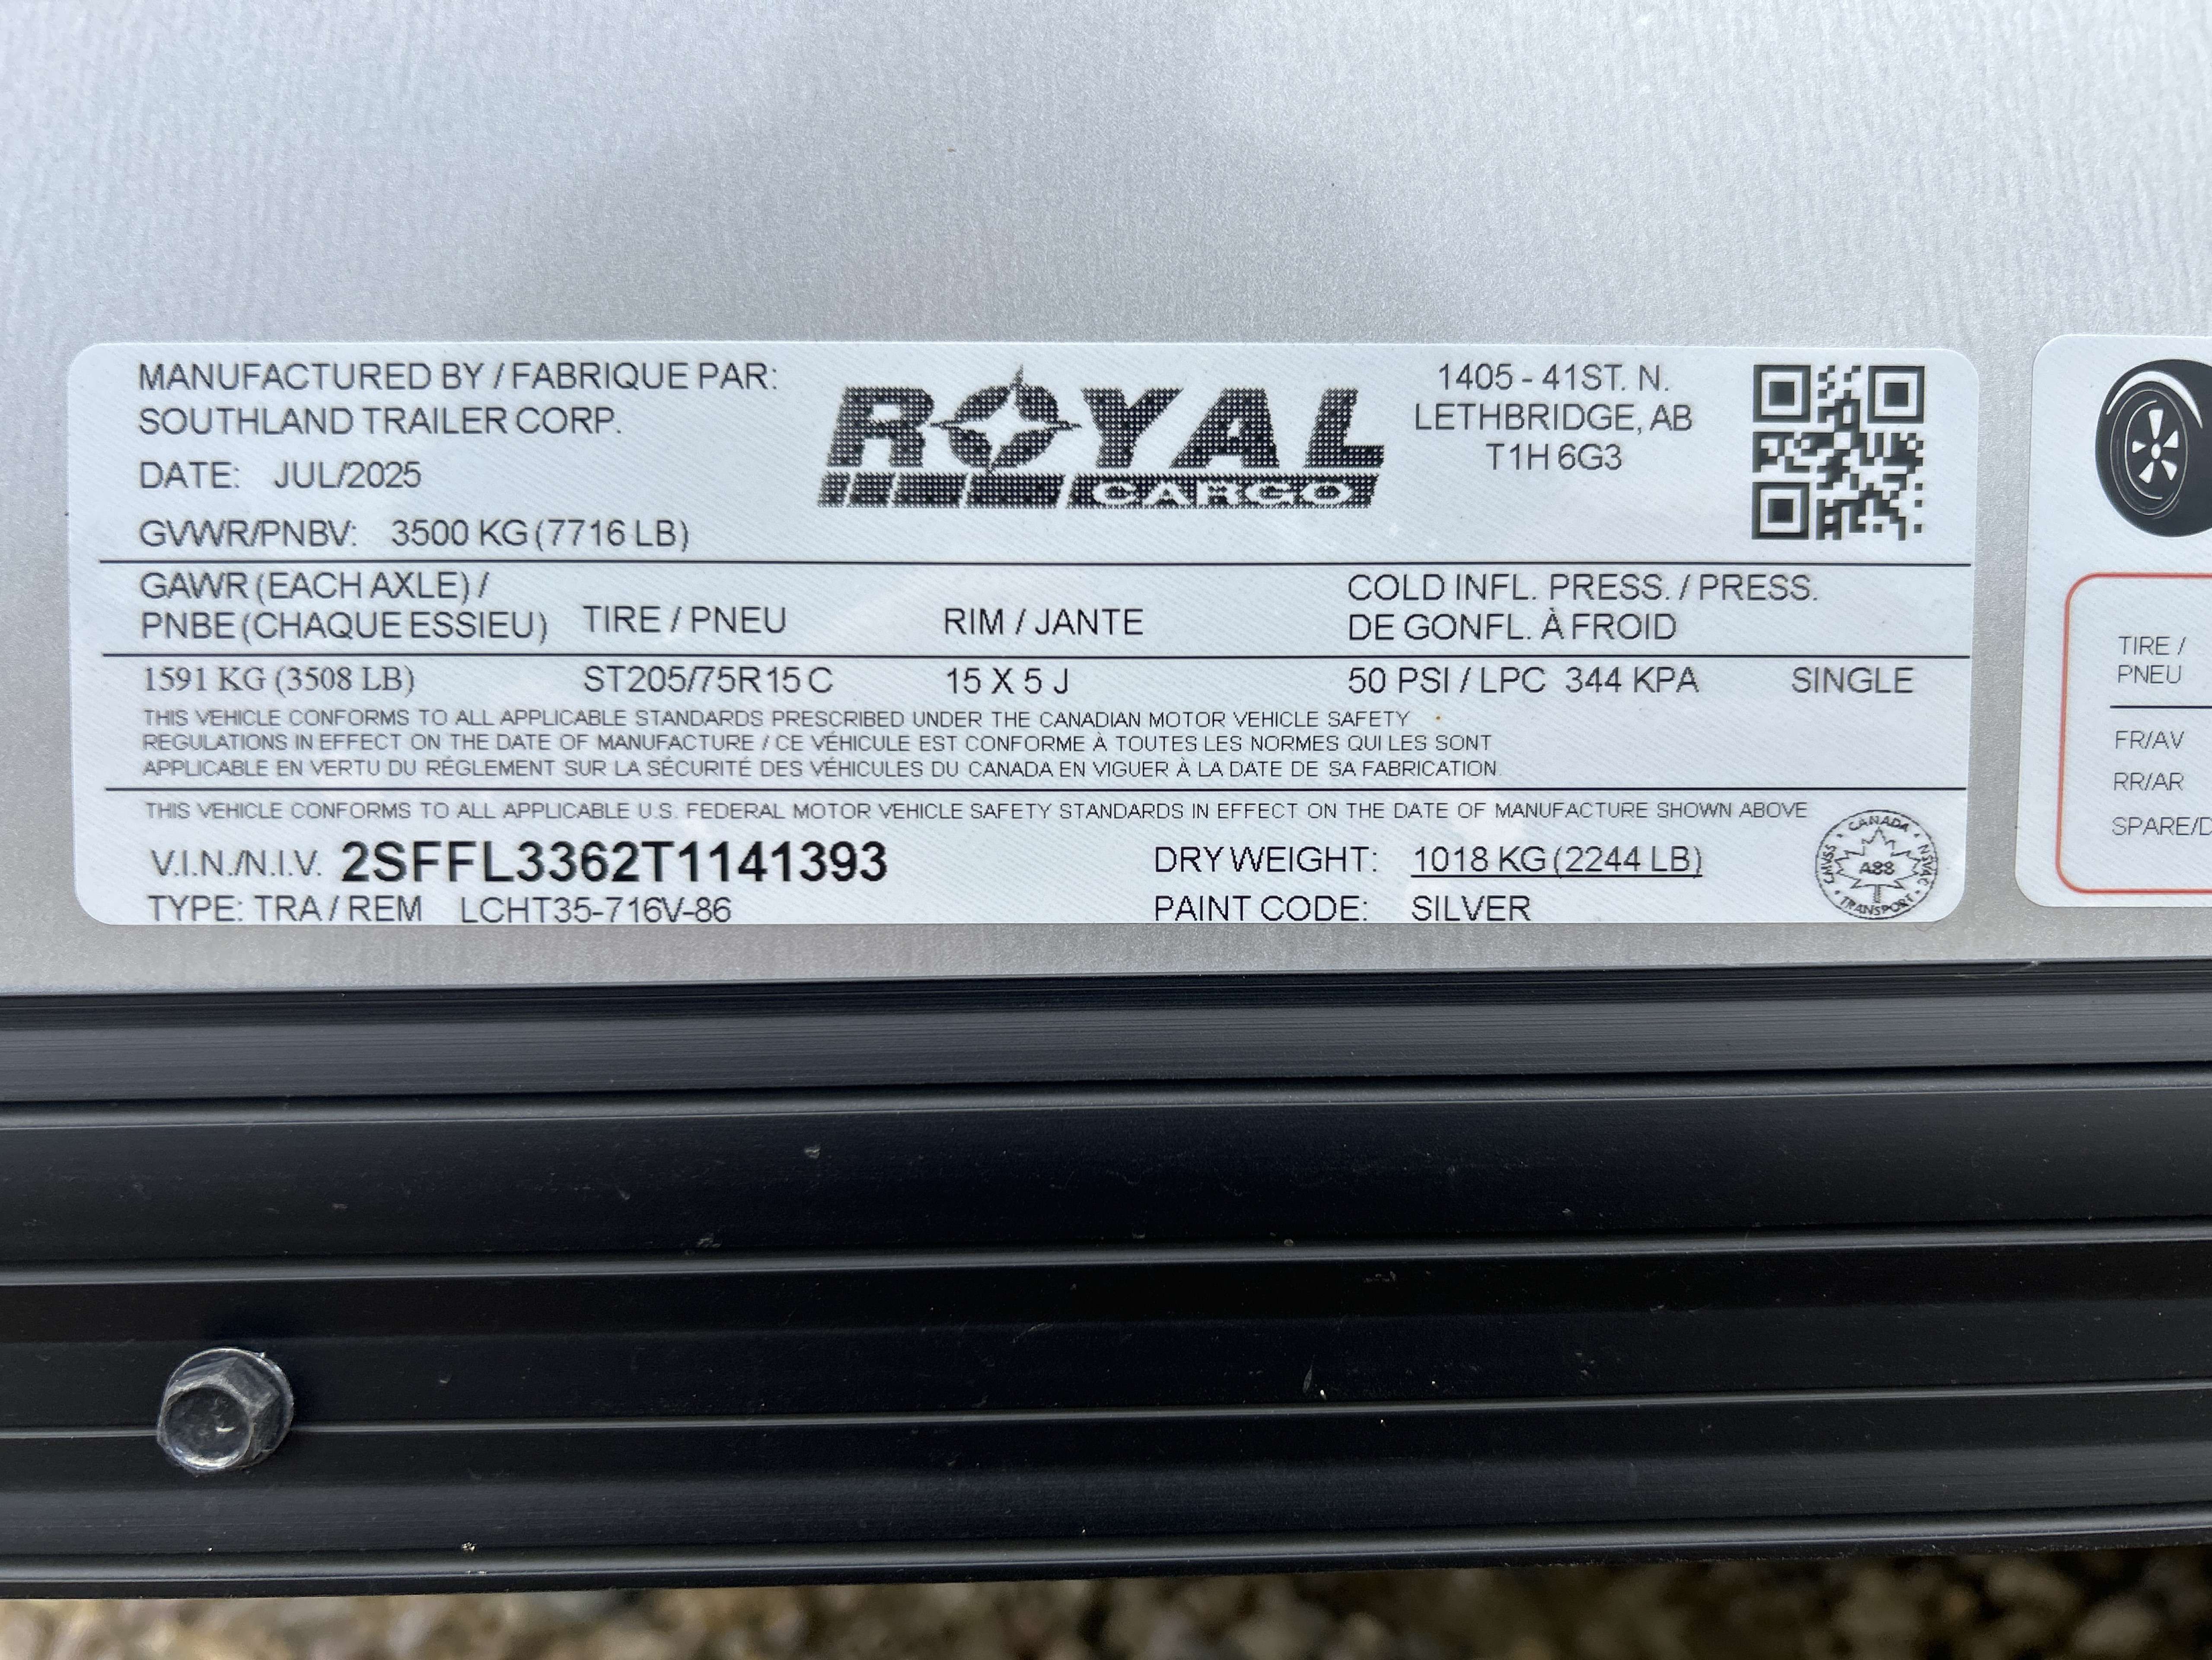 MANUFACTURED BY / FABRIQUE PAR:
SOUTHLAND TRAILER CORP.
DATE: JUL/2025
GVWR/PNBV: 3500 KG (7716 LB)
ROYAL
CARGO
1405 - 41ST. N.
LETHBRIDGE, AB
T1H 6G3
GAWR (EACH AXLE) /
PNBE (CHAQUE ESSIEU)
TIRE / PNEU
RIM / JANTE
COLD INFL. PRESS. / PRESS.
DE GONFL. À FROID
1591 KG (3508 LB) ST205/75R15 C 15 X 5 J 50 PSI / LPC 344 KPA SINGLE
THIS VEHICLE CONFORMS TO ALL APPLICABLE STANDARDS PRESCRIBED UNDER THE CANADIAN MOTOR VEHICLE SAFETY
REGULATIONS IN EFFECT ON THE DATE OF MANUFACTURE / CE VÉHICULE EST CONFORME À TOUTES LES NORMES QUI LES SONT
APPLICABLE EN VERTU DU RÉGLEMENT SUR LA SÉCURITÉ DES VÉHICULES DU CANADA EN VIGUER À LA DATE DE SA FABRICATION.
THIS VEHICLE CONFORMS TO ALL APPLICABLE U.S. FEDERAL MOTOR VEHICLE SAFETY STANDARDS IN EFFECT ON THE DATE OF MANUFACTURE SHOWN ABOVE
V.I.N./N.I.V. 2SFFL3362T1141393
DRY WEIGHT: 1018 KG (2244 LB)
TYPE: TRA / REM LCHT35-716V-86
PAINT CODE: SILVER
CANADA
CMVSS
NSVAC
A88
TRANSPORT
TIRE /
PNEU
FR/AV
RR/AR
SPARE/D